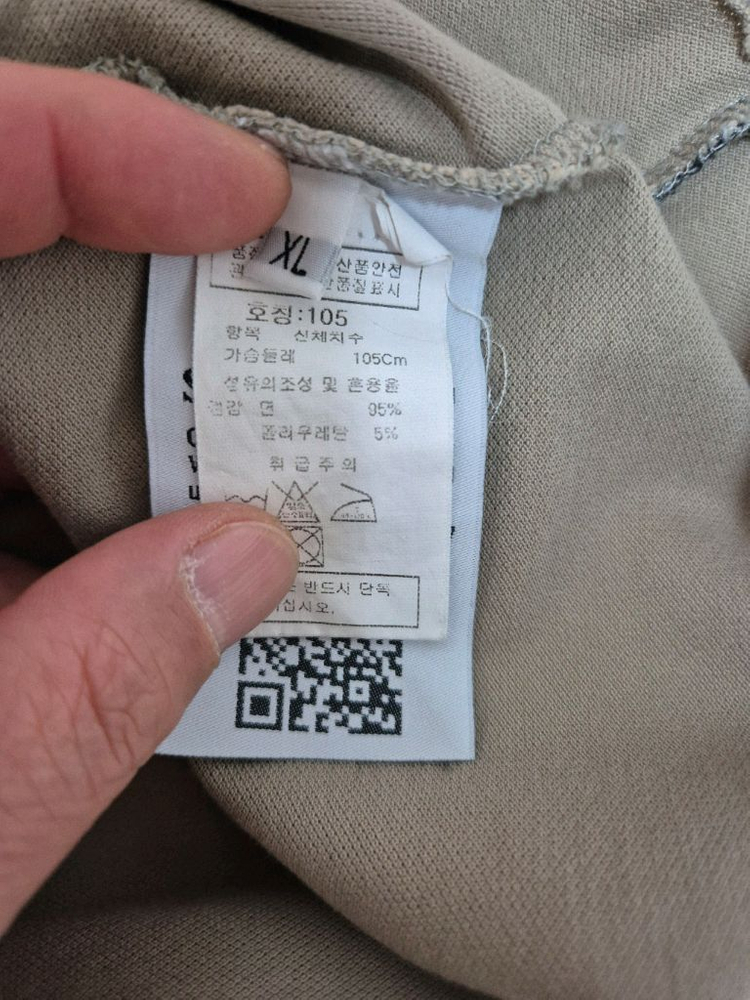 XL
산품안전
품질표시
호칭:105
항목 신체치수
가슴둘레 105Cm
섬유의조성 및 혼용율
겉감 면 95%
폴리우레탄 5%
취급주의
반드시 단독
십시오.